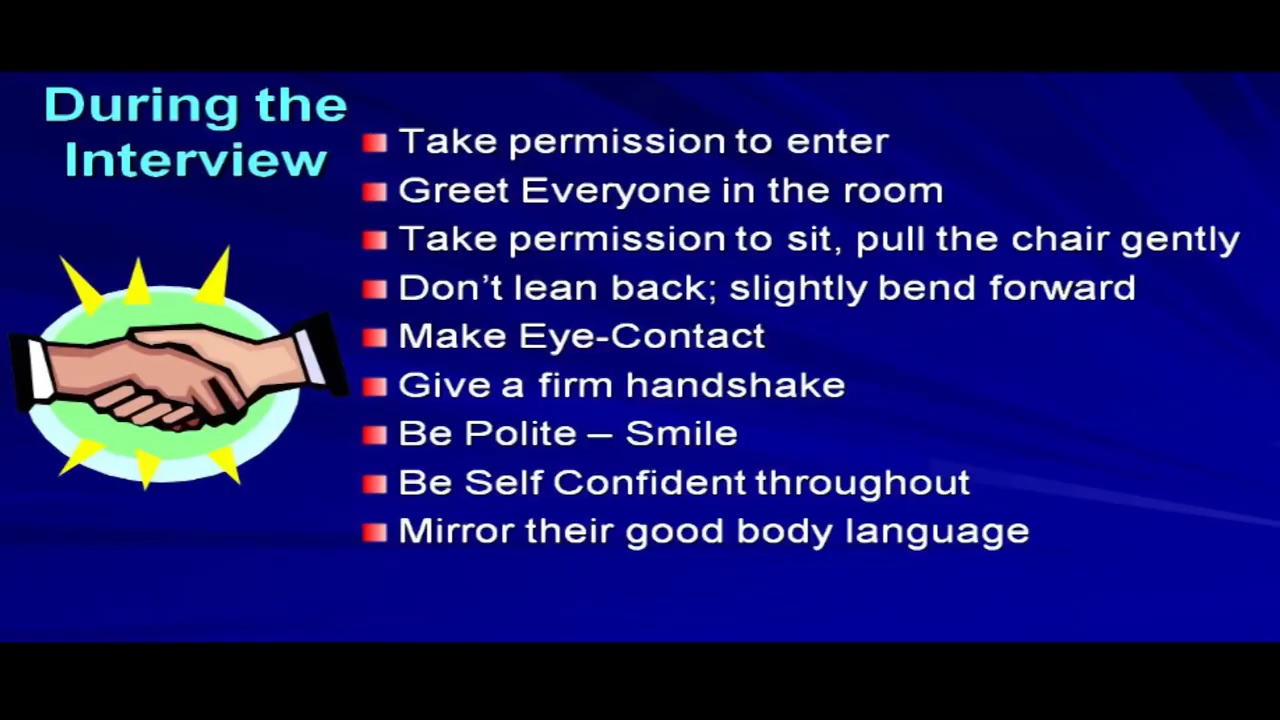 During the
Interview
Take permission to enter
Greet Everyone in the room
Take permission to sit, pull the chair gently
Don't lean back; slightly bend forward
Make Eye-Contact
Give a firm handshake
Be Polite – Smile
Be Self Confident throughout
Mirror their good body language